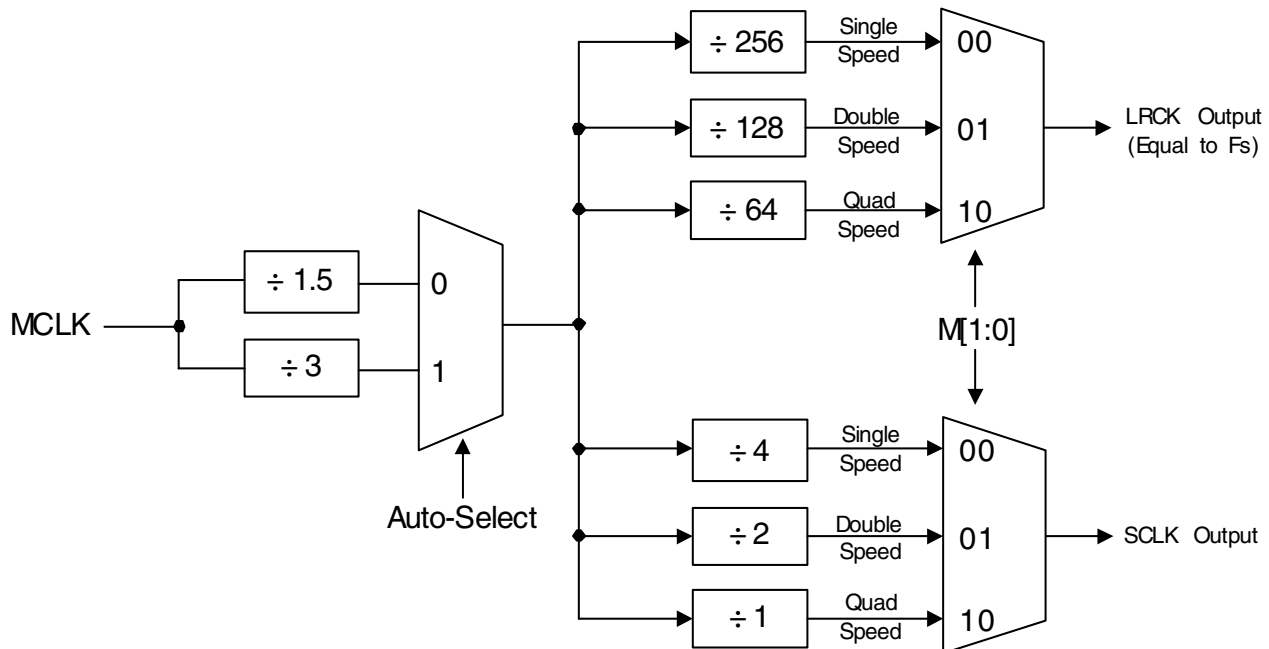 ÷ 256
Single
Speed
00
÷ 128
Double
Speed
01
LRCK Output
(Equal to Fs)
÷ 64
Quad
Speed
10
÷ 1.5
0
MCLK
÷ 3
1
Auto-Select
M[1:0]
÷ 4
Single
Speed
00
÷ 2
Double
Speed
01
SCLK Output
÷ 1
Quad
Speed
10